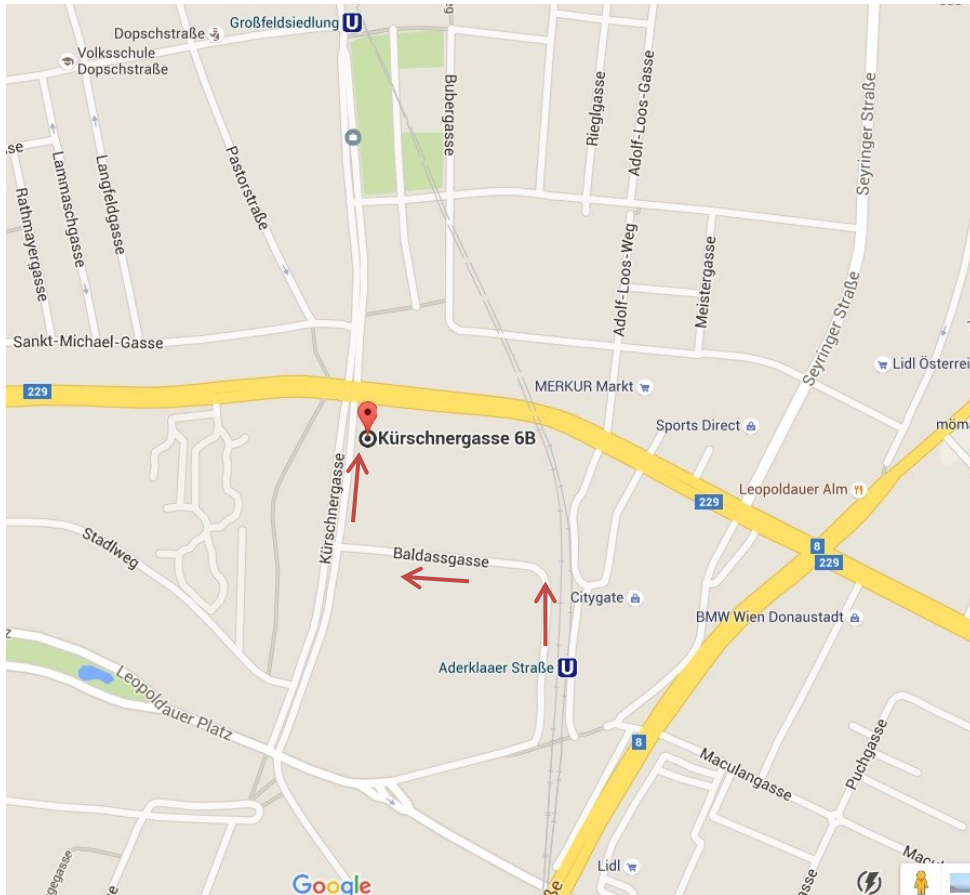 Großfeldsiedlung U
Dopschstraße
Volksschule
Dopschstraße
Bubergasse
Rieglgasse
Adolf-Loos-Gasse
Seyringer Straße
Lammaschgasse
Langfeldgasse
Pastorstraße
Rathmayergasse
Adolf-Loos-Weg
Meistergasse
Seyringer Straße
Sankt-Michael-Gasse
Lidl Österrei
MERKUR Markt
229
Sports Direct
möma
Kürschnergasse 6B
Kürschnergasse
Leopoldauer Alm
229
Stadlweg
Baldassgasse
8
229
Citygate
BMW Wien Donaustadt
Aderklaaer Straße U
Leopoldauer Platz
8
Maculangasse
Puchgasse
Lidl
Google